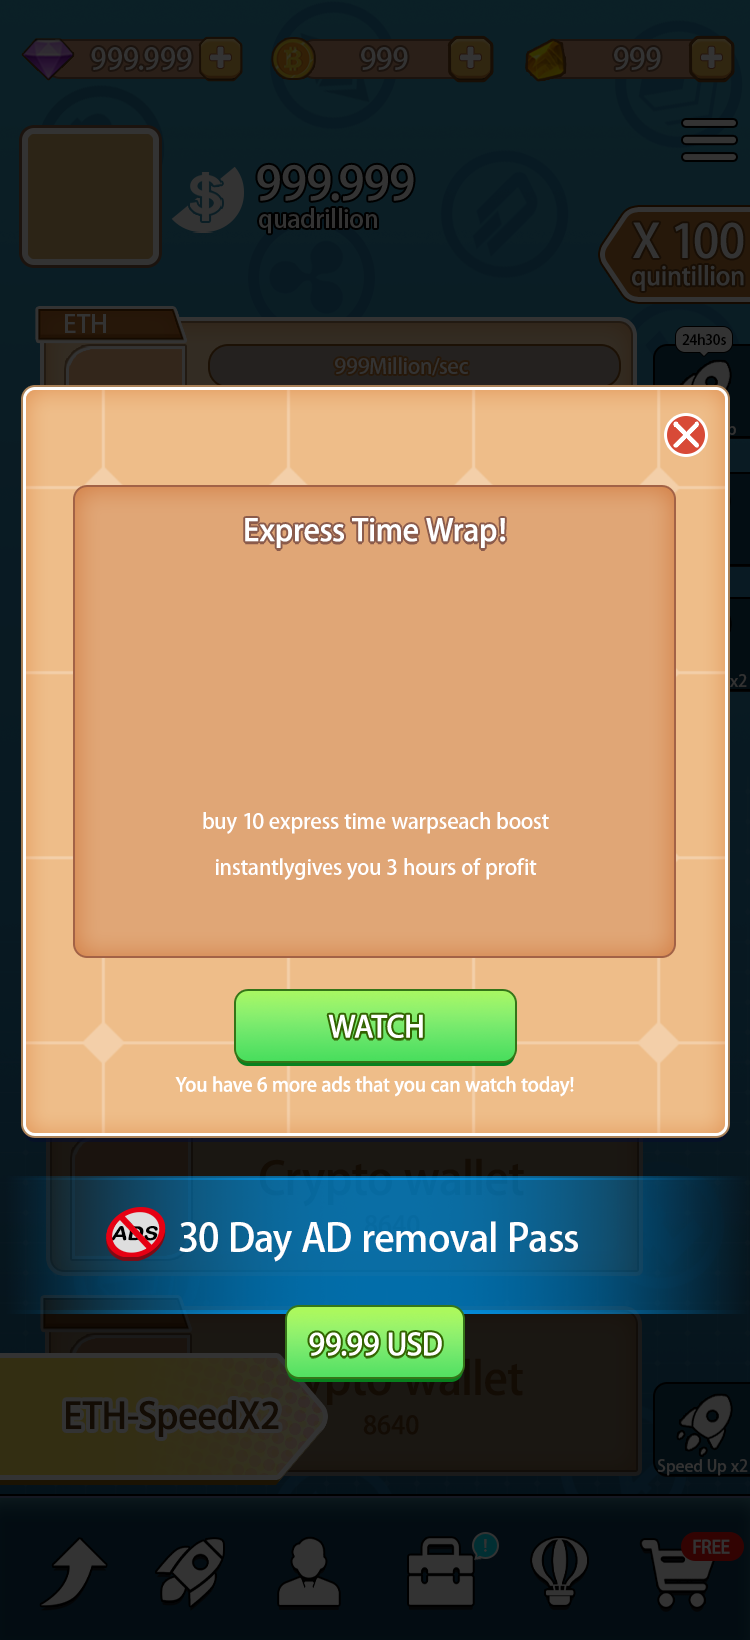 999.999
999
999
999.999
quadrillion
X 100
quintillion
ETH
999Million/sec
24h30s
Express Time Wrap!
x2
buy 10 express time warpseach boost
instantlygives you 3 hours of profit
WATCH
You have 6 more ads that you can watch today!
Crypto wallet
8640
ADS
30 Day AD removal Pass
99.99 USD
pto wallet
ETH-SpeedX2
8640
Speed Up x2
!
FREE